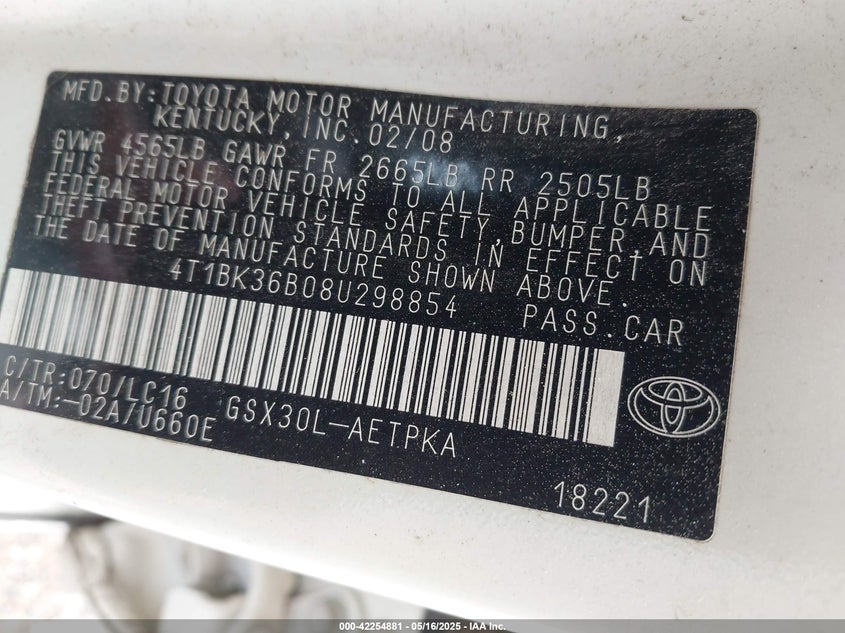 MFD.BY:TOYOTA MOTOR MANUFACTURING,
KENTUCKY, INC. 02/08
GVWR 4565LB GAWR FR 2665LB RR 2505LB
THIS VEHICLE CONFORMS TO ALL APPLICABLE
FEDERAL MOTOR VEHICLE SAFETY, BUMPER AND
THEFT PREVENTION STANDARDS IN EFFECT ON
THE DATE OF MANUFACTURE SHOWN ABOVE.
4T1BK36B08U298854 PASS.CAR
C/TR:070/LC16
A/TM:-02A/U660E GSX30L-AETPKA
18221
000-42254881 - 05/16/2025 - IAA Inc.